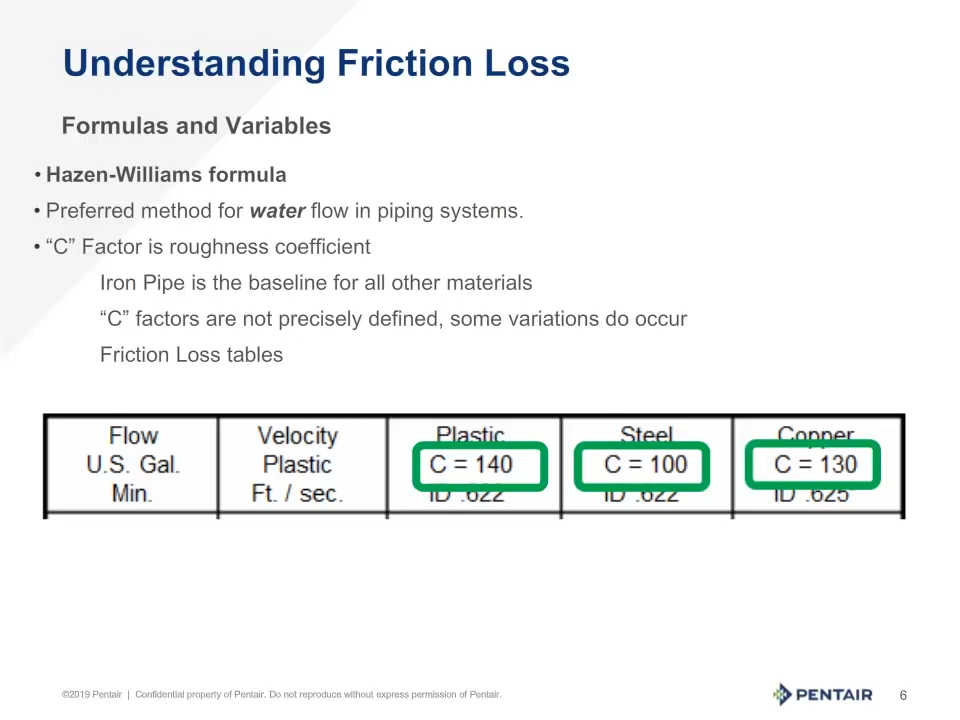 Understanding Friction Loss
Formulas and Variables
• Hazen-Williams formula
• Preferred method for water flow in piping systems.
• “C” Factor is roughness coefficient
Iron Pipe is the baseline for all other materials
“C” factors are not precisely defined, some variations do occur
Friction Loss tables
Flow
U.S. Gal.
Min.
Velocity
Plastic
Ft. / sec.
Plastic
C = 140
ID .622"
Steel
C = 100
ID .622"
Copper
C = 130
ID .625"
©2019 Pentair | Confidential property of Pentair. Do not reproduce without express permission of Pentair.
PENTAIR
6